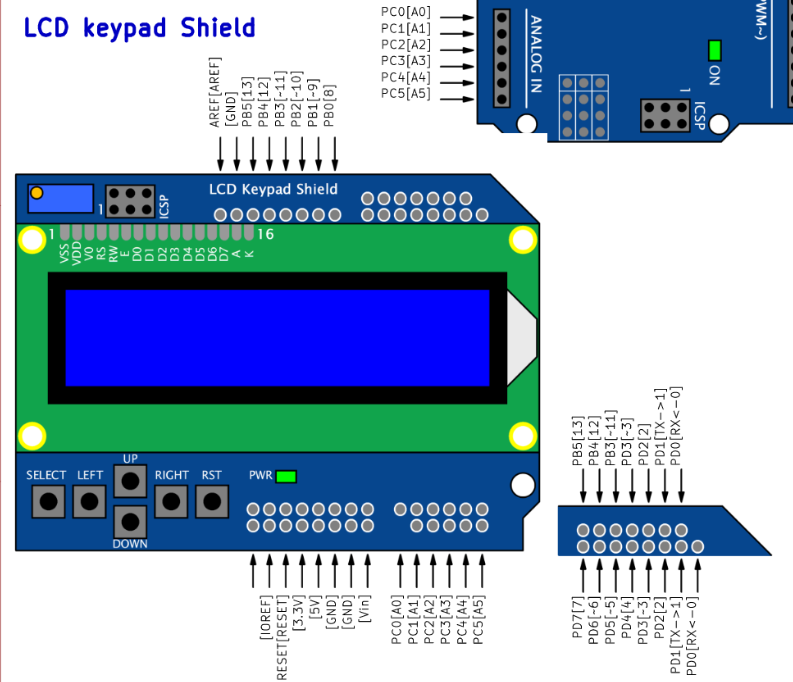 LCD keypad Shield
PC0[A0]
PC1[A1]
PC2[A2]
PC3[A3]
PC4[A4]
PC5[A5]
ANALOG IN
ON
1
ICSP
WM~)
AREF[AREF]
[GND]
PB5[13]
PB4[12]
PB3[~11]
PB2[~10]
PB1[~9]
PB0[8]
LCD Keypad Shield
1
ICSP
1
16
VSS
VDD
V0
RS
RW
E
D0
D1
D2
D3
D4
D5
D6
D7
A
K
SELECT
LEFT
UP
DOWN
RIGHT
RST
PWR
[IOREF]
RESET[RESET]
[3.3V]
[5V]
[GND]
[GND]
[Vin]
PC0[A0]
PC1[A1]
PC2[A2]
PC3[A3]
PC4[A4]
PC5[A5]
PB5[13]
PB4[12]
PB3[~11]
PD3[~3]
PD2[2]
PD1[TX->1]
PD0[RX<-0]
PD7[7]
PD6[~6]
PD5[~5]
PD4[4]
PD3[~3]
PD2[2]
PD1[TX->1]
PD0[RX<-0]